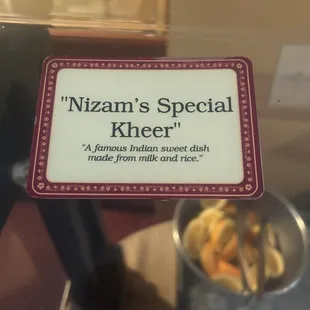 "Nizam's Special
Kheer"
"A famous Indian sweet dish
made from milk and rice."